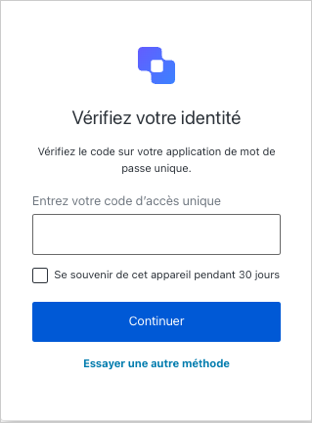 Vérifiez votre identité
Vérifiez le code sur votre application de mot de
passe unique.
Entrez votre code d'accès unique
Se souvenir de cet appareil pendant 30 jours
Continuer
Essayer une autre méthode